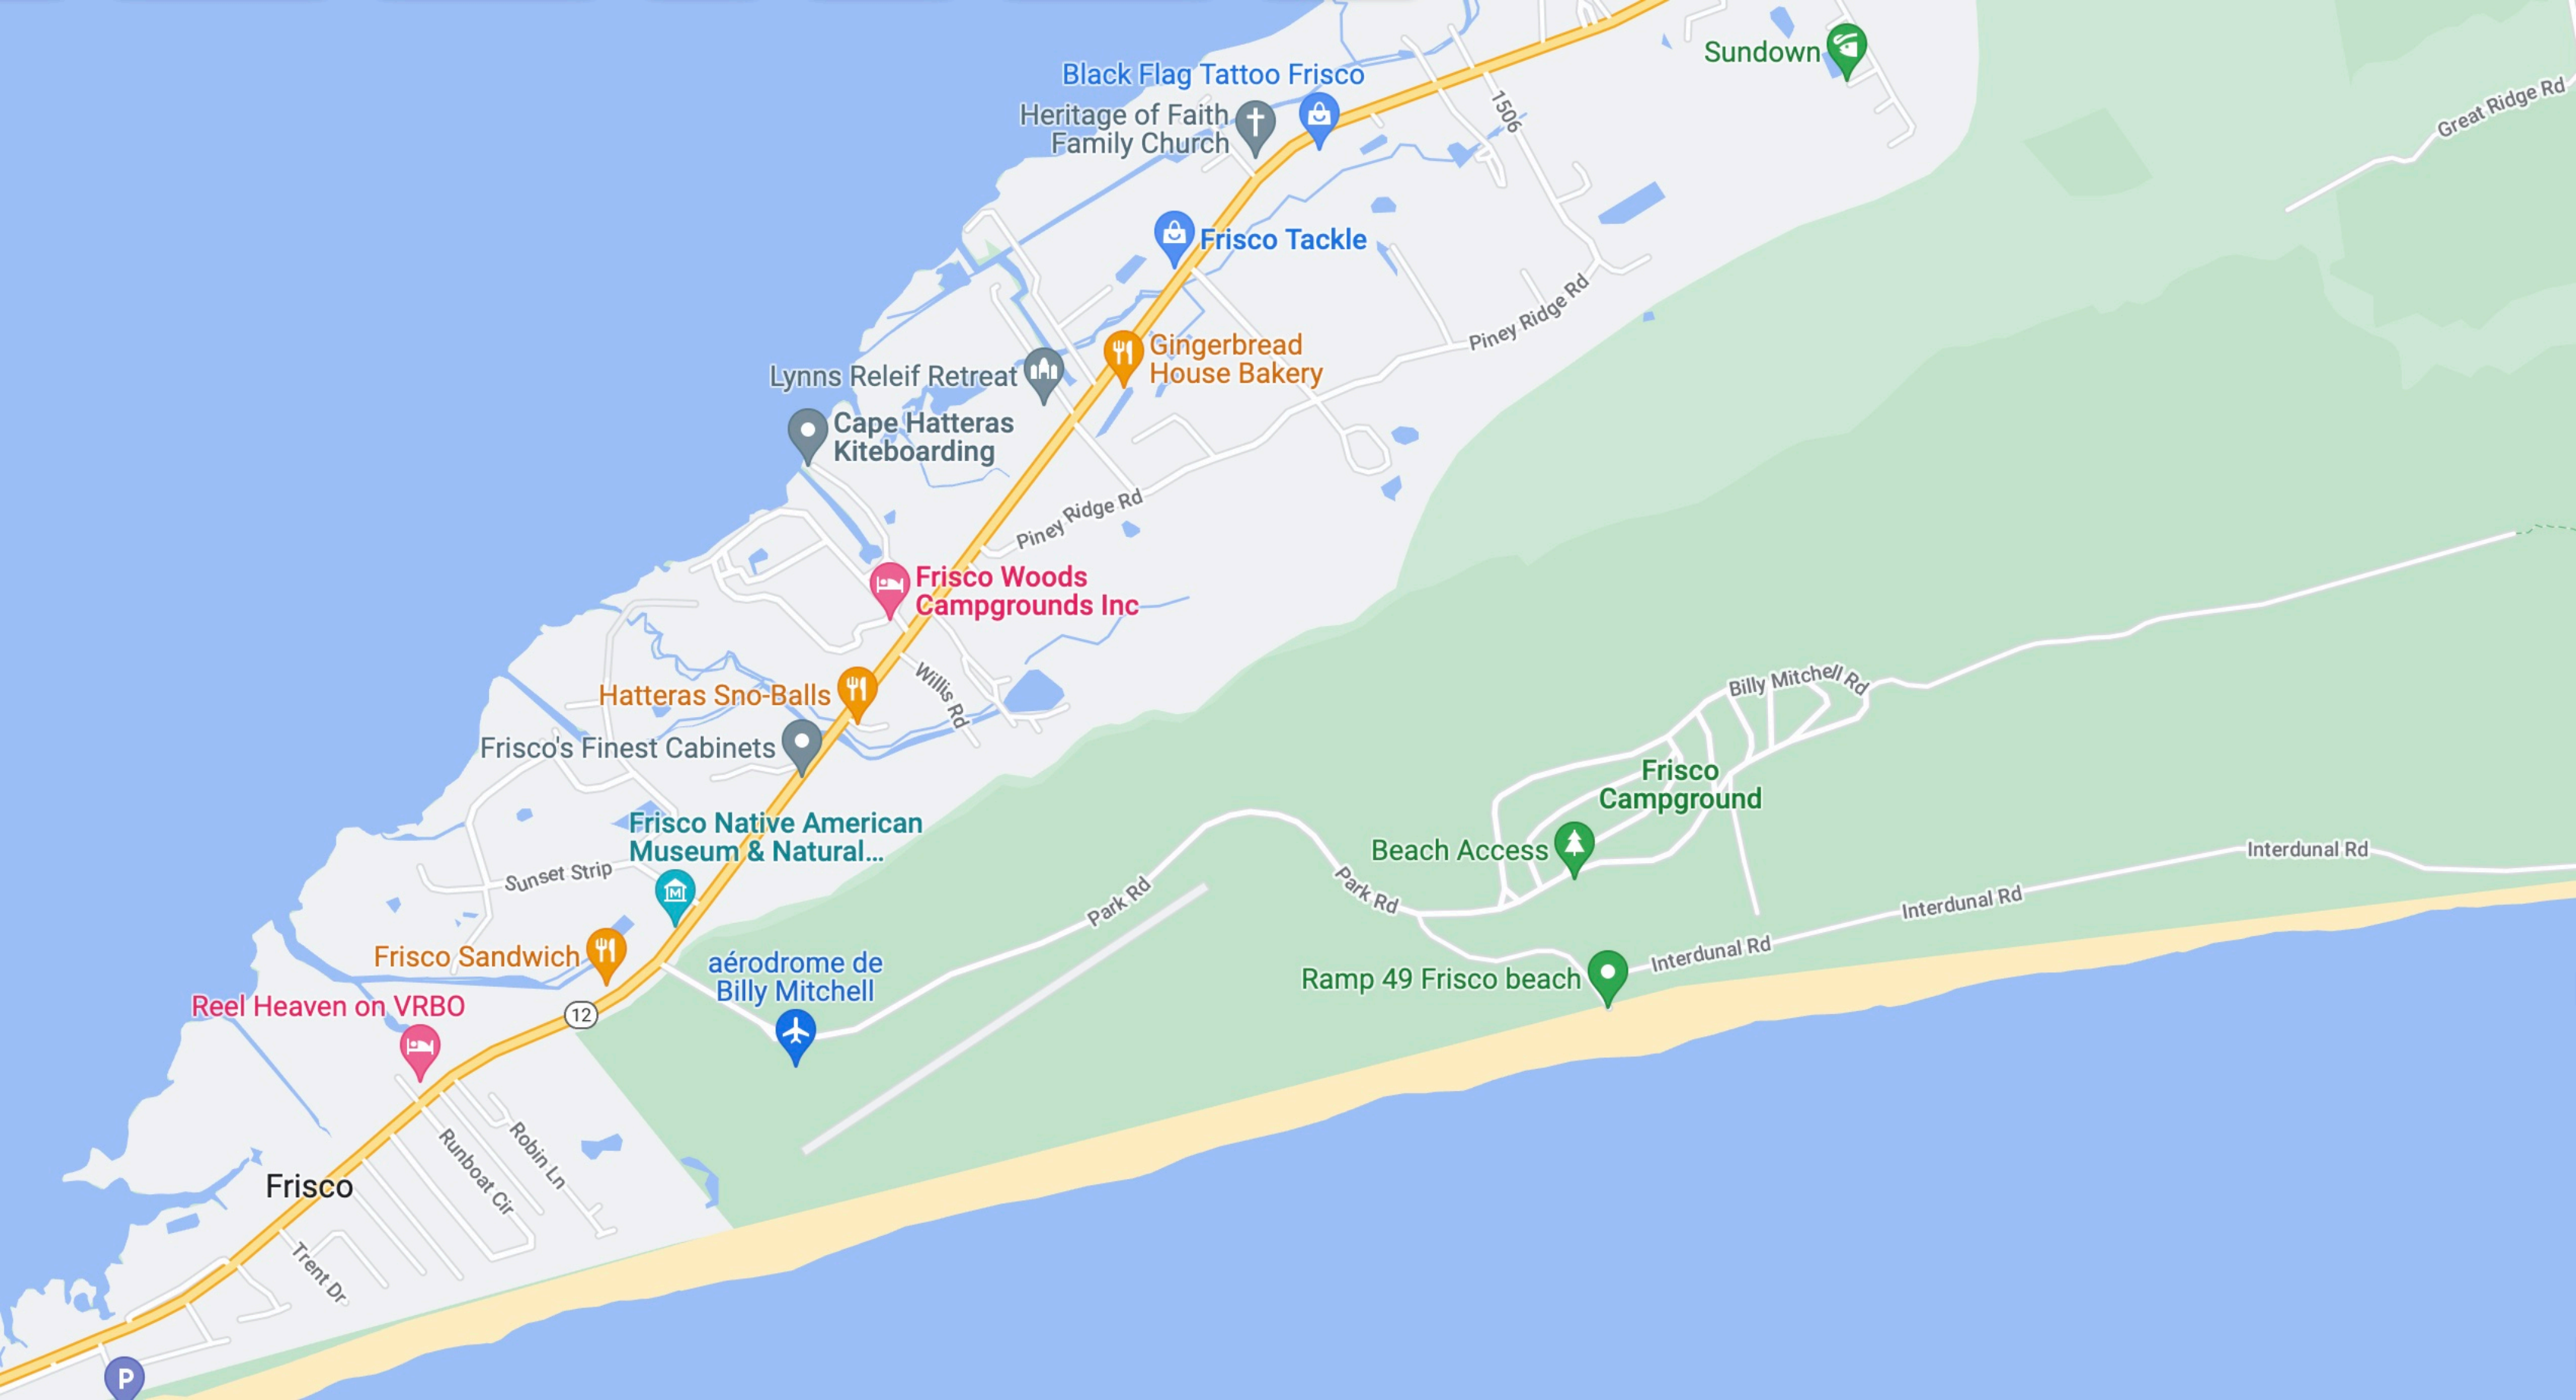 Sundown
Great Ridge Rd
Black Flag Tattoo Frisco
Heritage of Faith
Family Church
1506
Frisco Tackle
Piney Ridge Rd
Gingerbread
House Bakery
Lynns Releif Retreat
Cape Hatteras
Kiteboarding
Piney Ridge Rd
Frisco Woods
Campgrounds Inc
Willis Rd
Hatteras Sno-Balls
Billy Mitchell Rd
Frisco's Finest Cabinets
Frisco
Campground
Frisco Native American
Museum & Natural...
Beach Access
Interdunal Rd
Sunset Strip
M
Park Rd
Park Rd
Interdunal Rd
Interdunal Rd
Frisco Sandwich
aérodrome de
Billy Mitchell
Ramp 49 Frisco beach
Reel Heaven on VRBO
12
Robin Ln
Runboat Cir
Frisco
Trent Dr
P